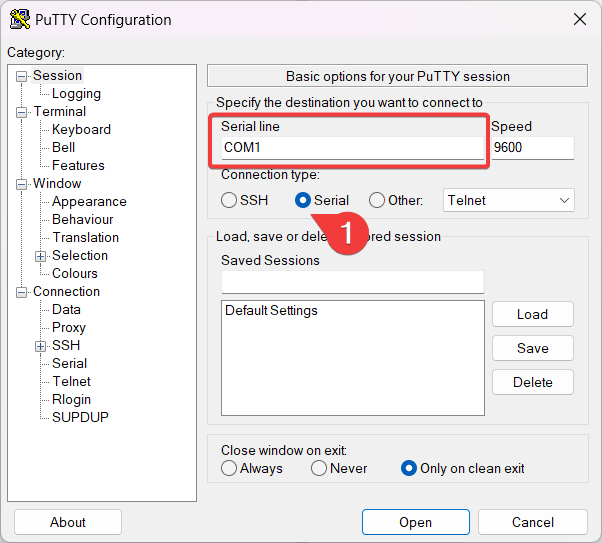 PuTTY Configuration
Category:
Session
Logging
Terminal
Keyboard
Bell
Features
Window
Appearance
Behaviour
Translation
Selection
Colours
Connection
Data
Proxy
SSH
Serial
Telnet
Rlogin
SUPDUP
Basic options for your PuTTY session
Specify the destination you want to connect to
Serial line Speed
COM1 9600
Connection type:
SSH Serial Other: Telnet
1
Load, save or dele ored session
Saved Sessions
Default Settings
Load
Save
Delete
Close window on exit:
Always Never Only on clean exit
About Open Cancel